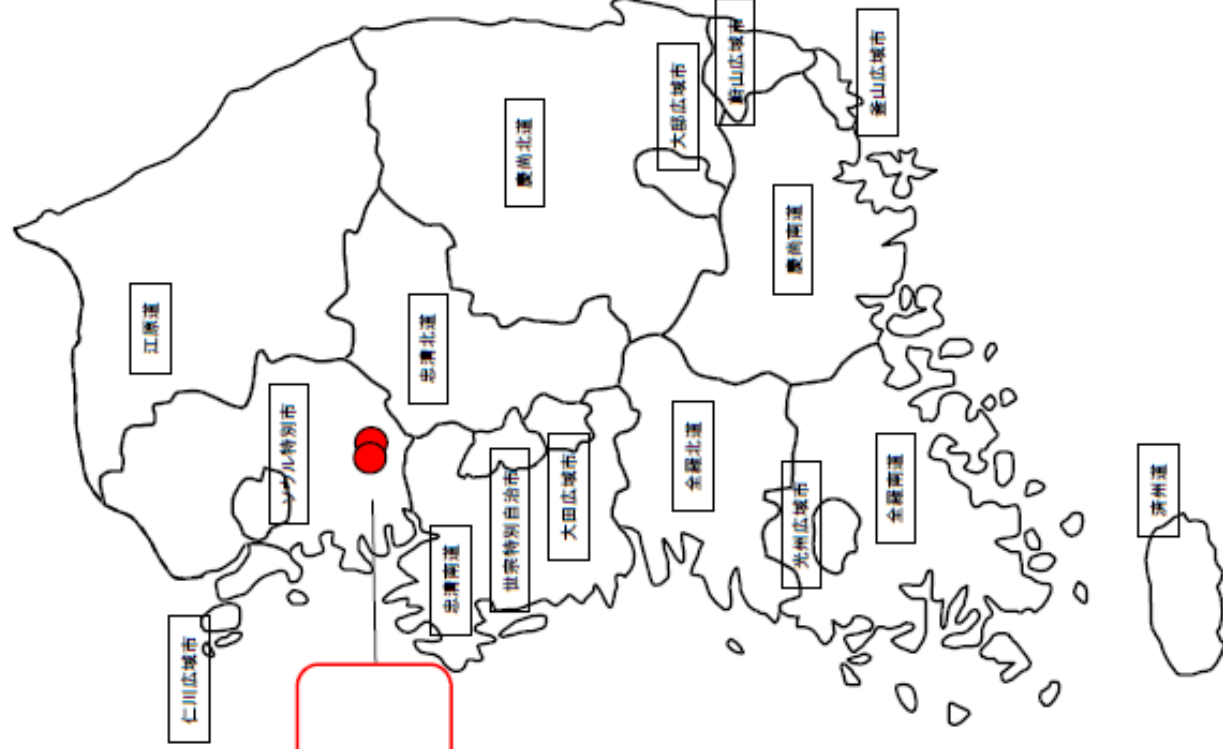 江原道
ソウル特別市
仁川広域市
忠清北道
忠清南道
世宗特別自治市
大田広域市
慶尚北道
大邱広域市
蔚山広域市
釜山広域市
慶尚南道
全羅北道
光州広域市
全羅南道
済州道